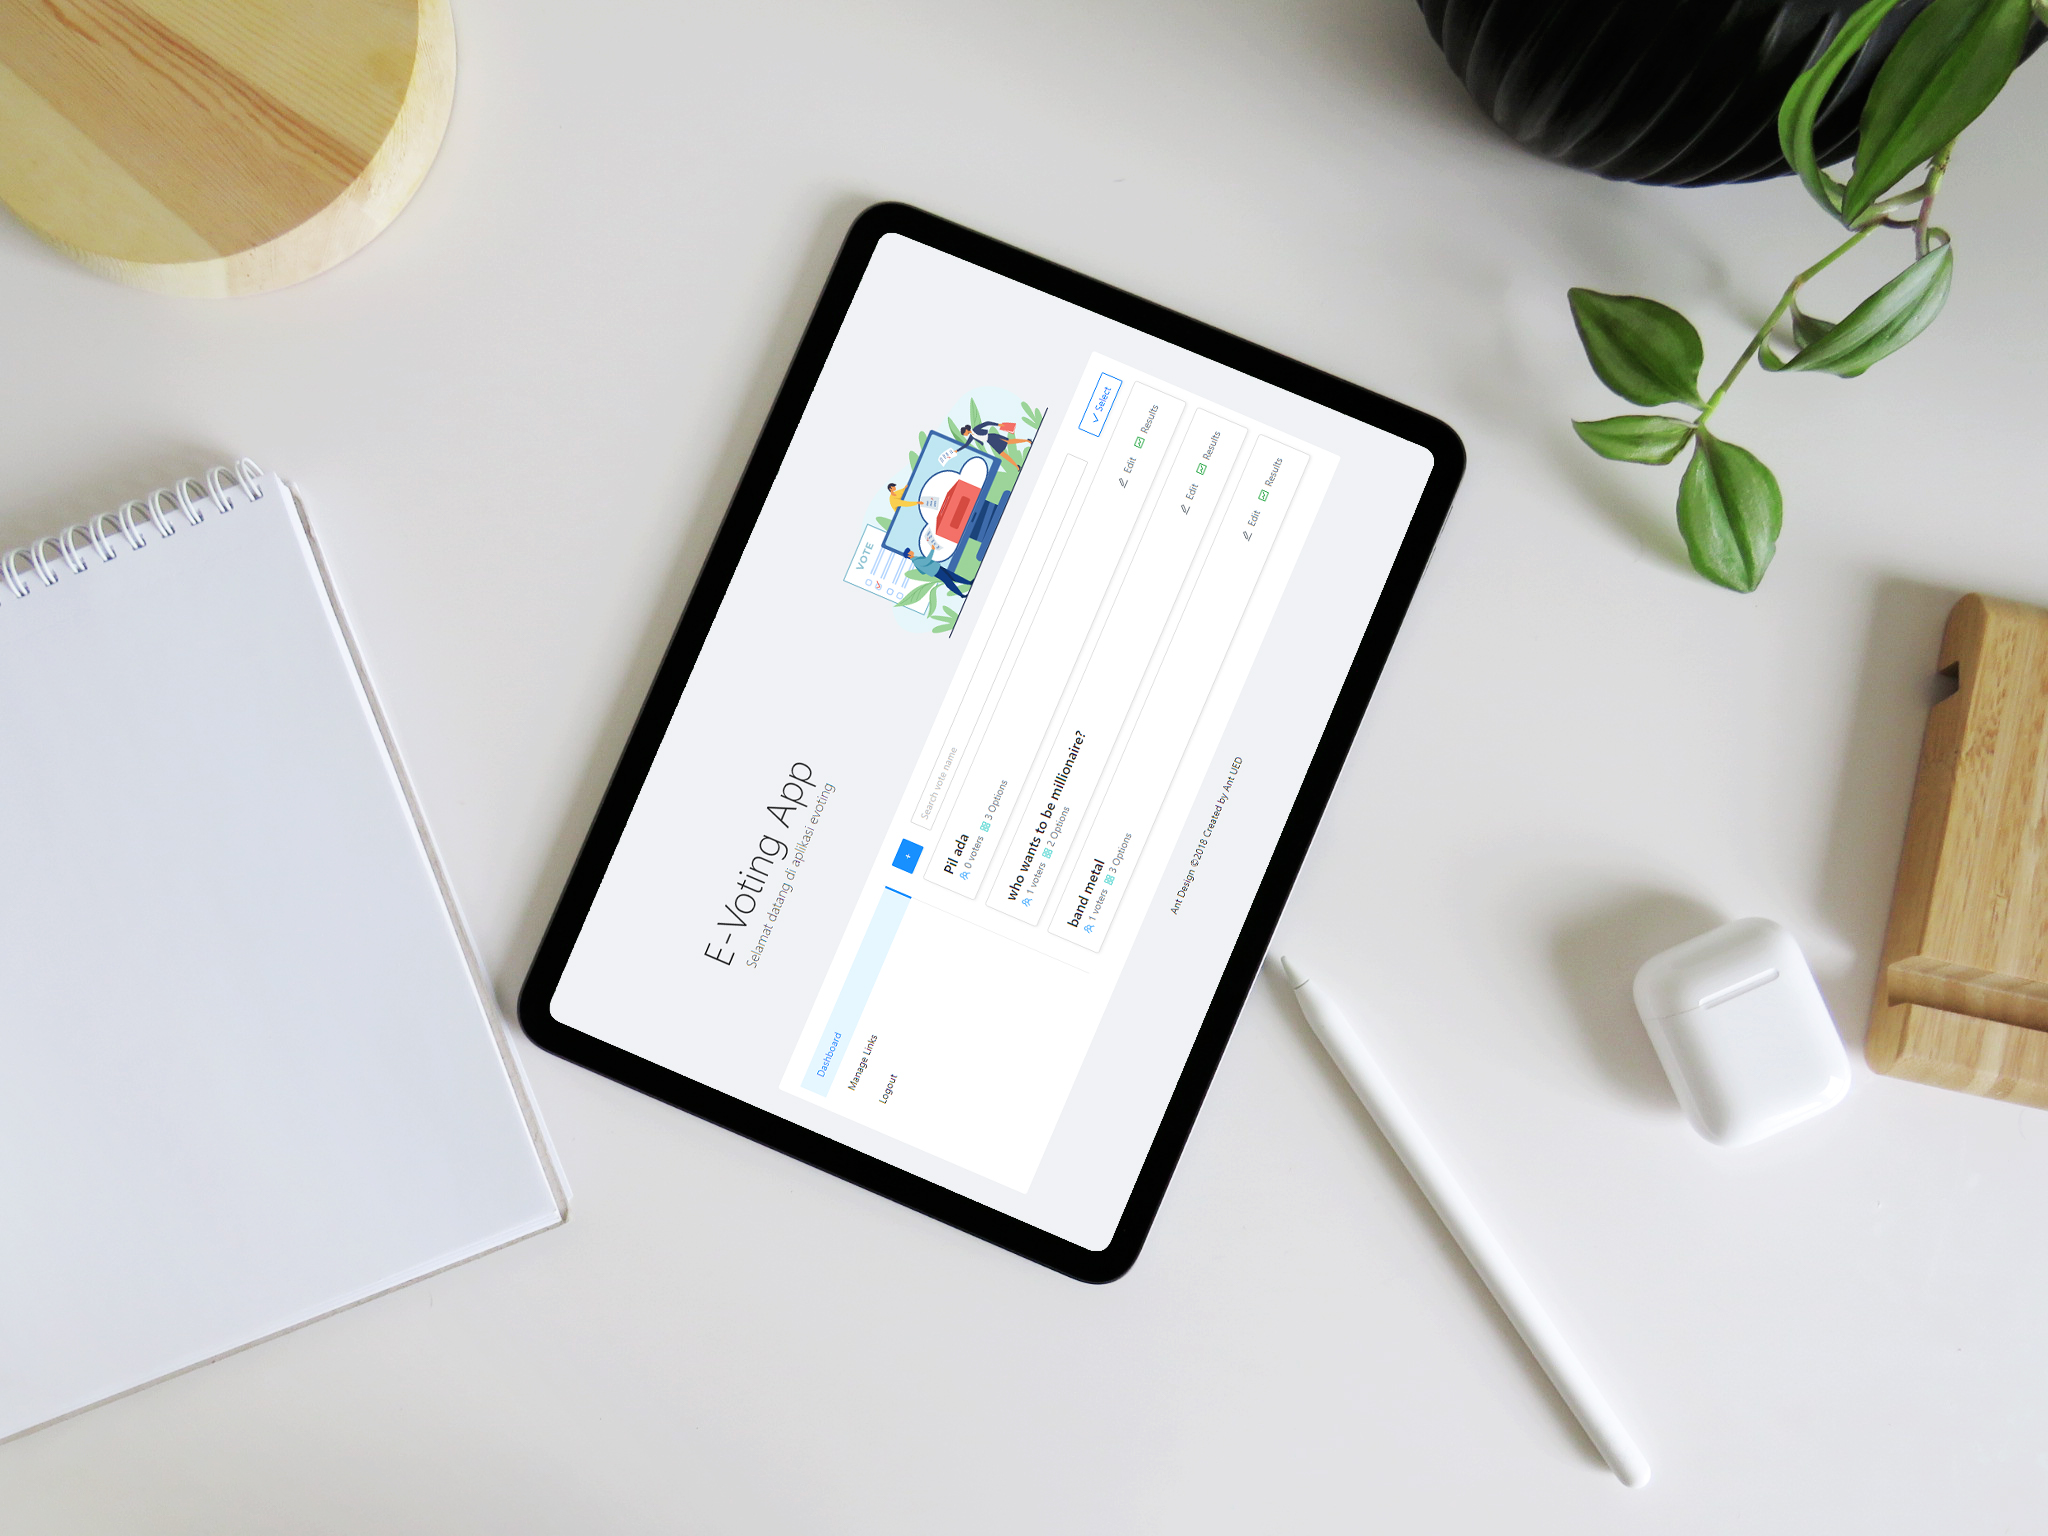 E-Voting App
Selamat datang di aplikasi evoting
VOTE
Dashboard
Manage Links
Logout
+
Search vote name
Select
Pil ada
0 voters 3 Options
Edit Results
who wants to be millionaire?
1 voters 2 Options
Edit Results
band metal
1 voters 3 Options
Edit Results
Ant Design ©2018 Created by Ant UED